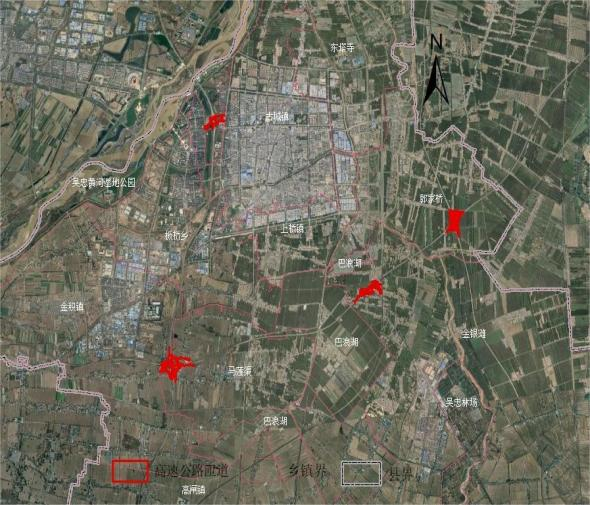 N
东塔寺
古城镇
吴忠黄河湿地公园
郭家桥
板桥乡
上桥镇
巴浪湖
金积镇
金银滩
巴浪湖
马莲渠
吴忠林场
巴浪湖
高速公路匝道
乡镇界
县界
高闸镇